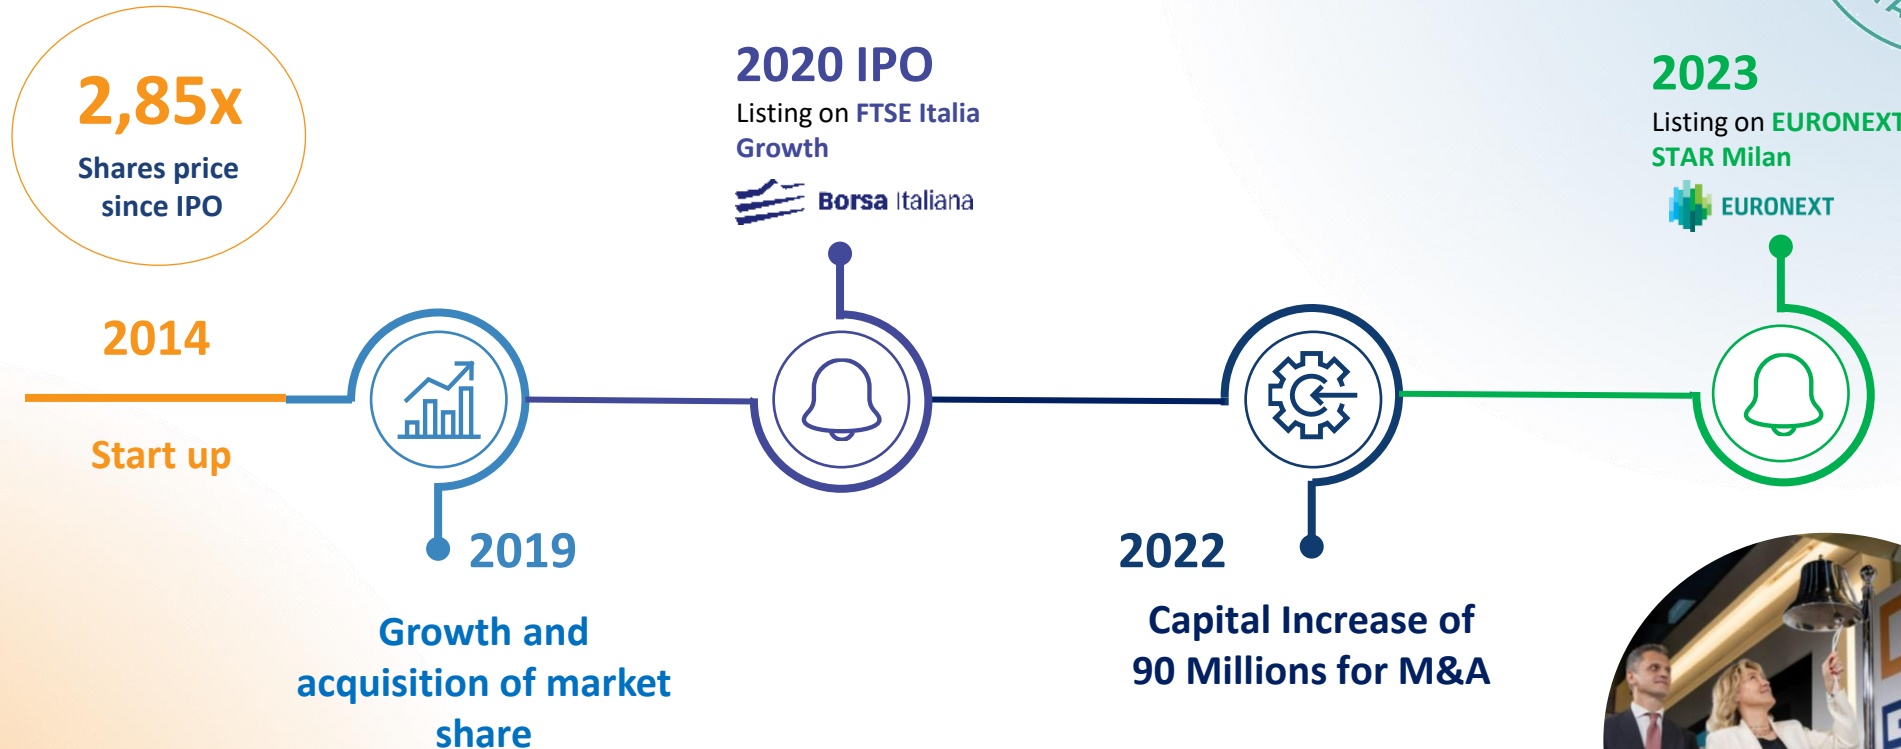 2,85x
Shares price
since IPO
2014
Start up
2019
Growth and
acquisition of market
share
2020 IPO
Listing on FTSE Italia
Growth
Borsa Italiana
2022
Capital Increase of
90 Millions for M&A
2023
Listing on EURONEXT
STAR Milan
EURONEXT